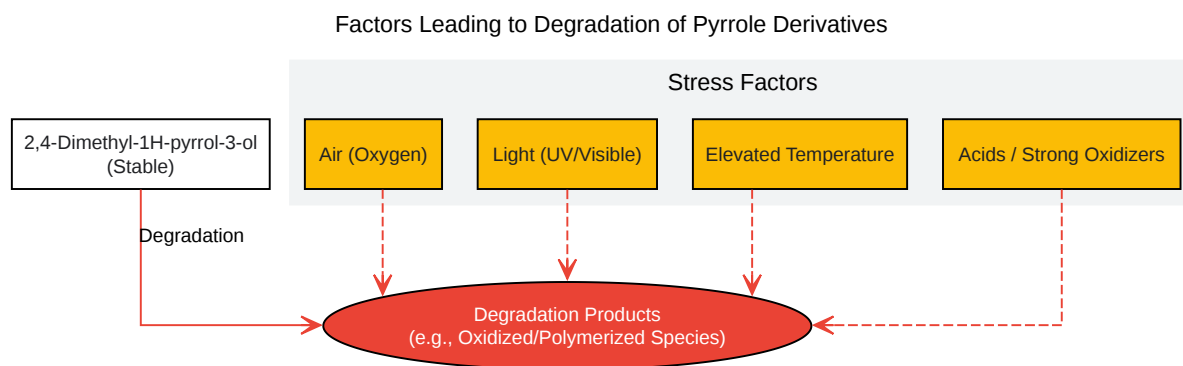 Factors Leading to Degradation of Pyrrole Derivatives
Stress Factors
2,4-Dimethyl-1H-pyrrol-3-ol
(Stable)
Air (Oxygen)
Light (UV/Visible)
Elevated Temperature
Acids / Strong Oxidizers
Degradation
Degradation Products
(e.g., Oxidized/Polymerized Species)